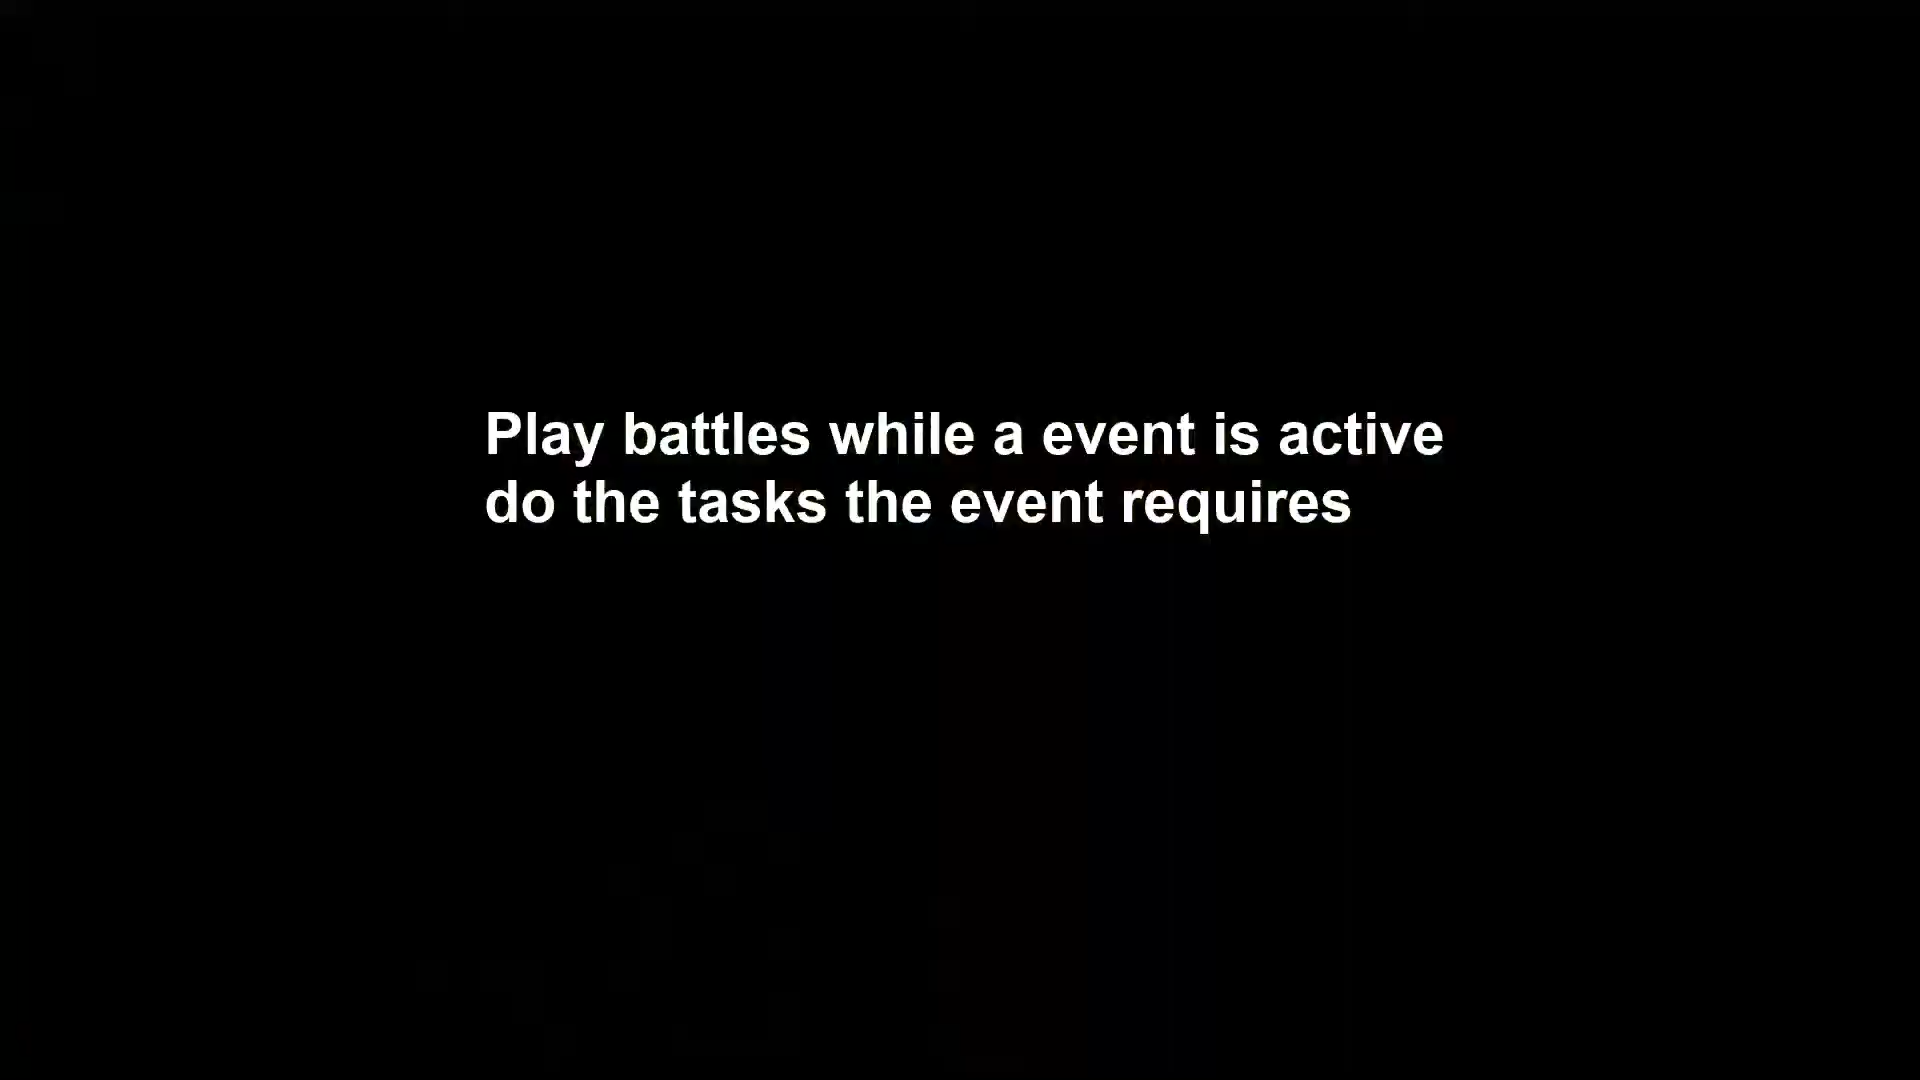 Play battles while a event is active
do the tasks the event requires